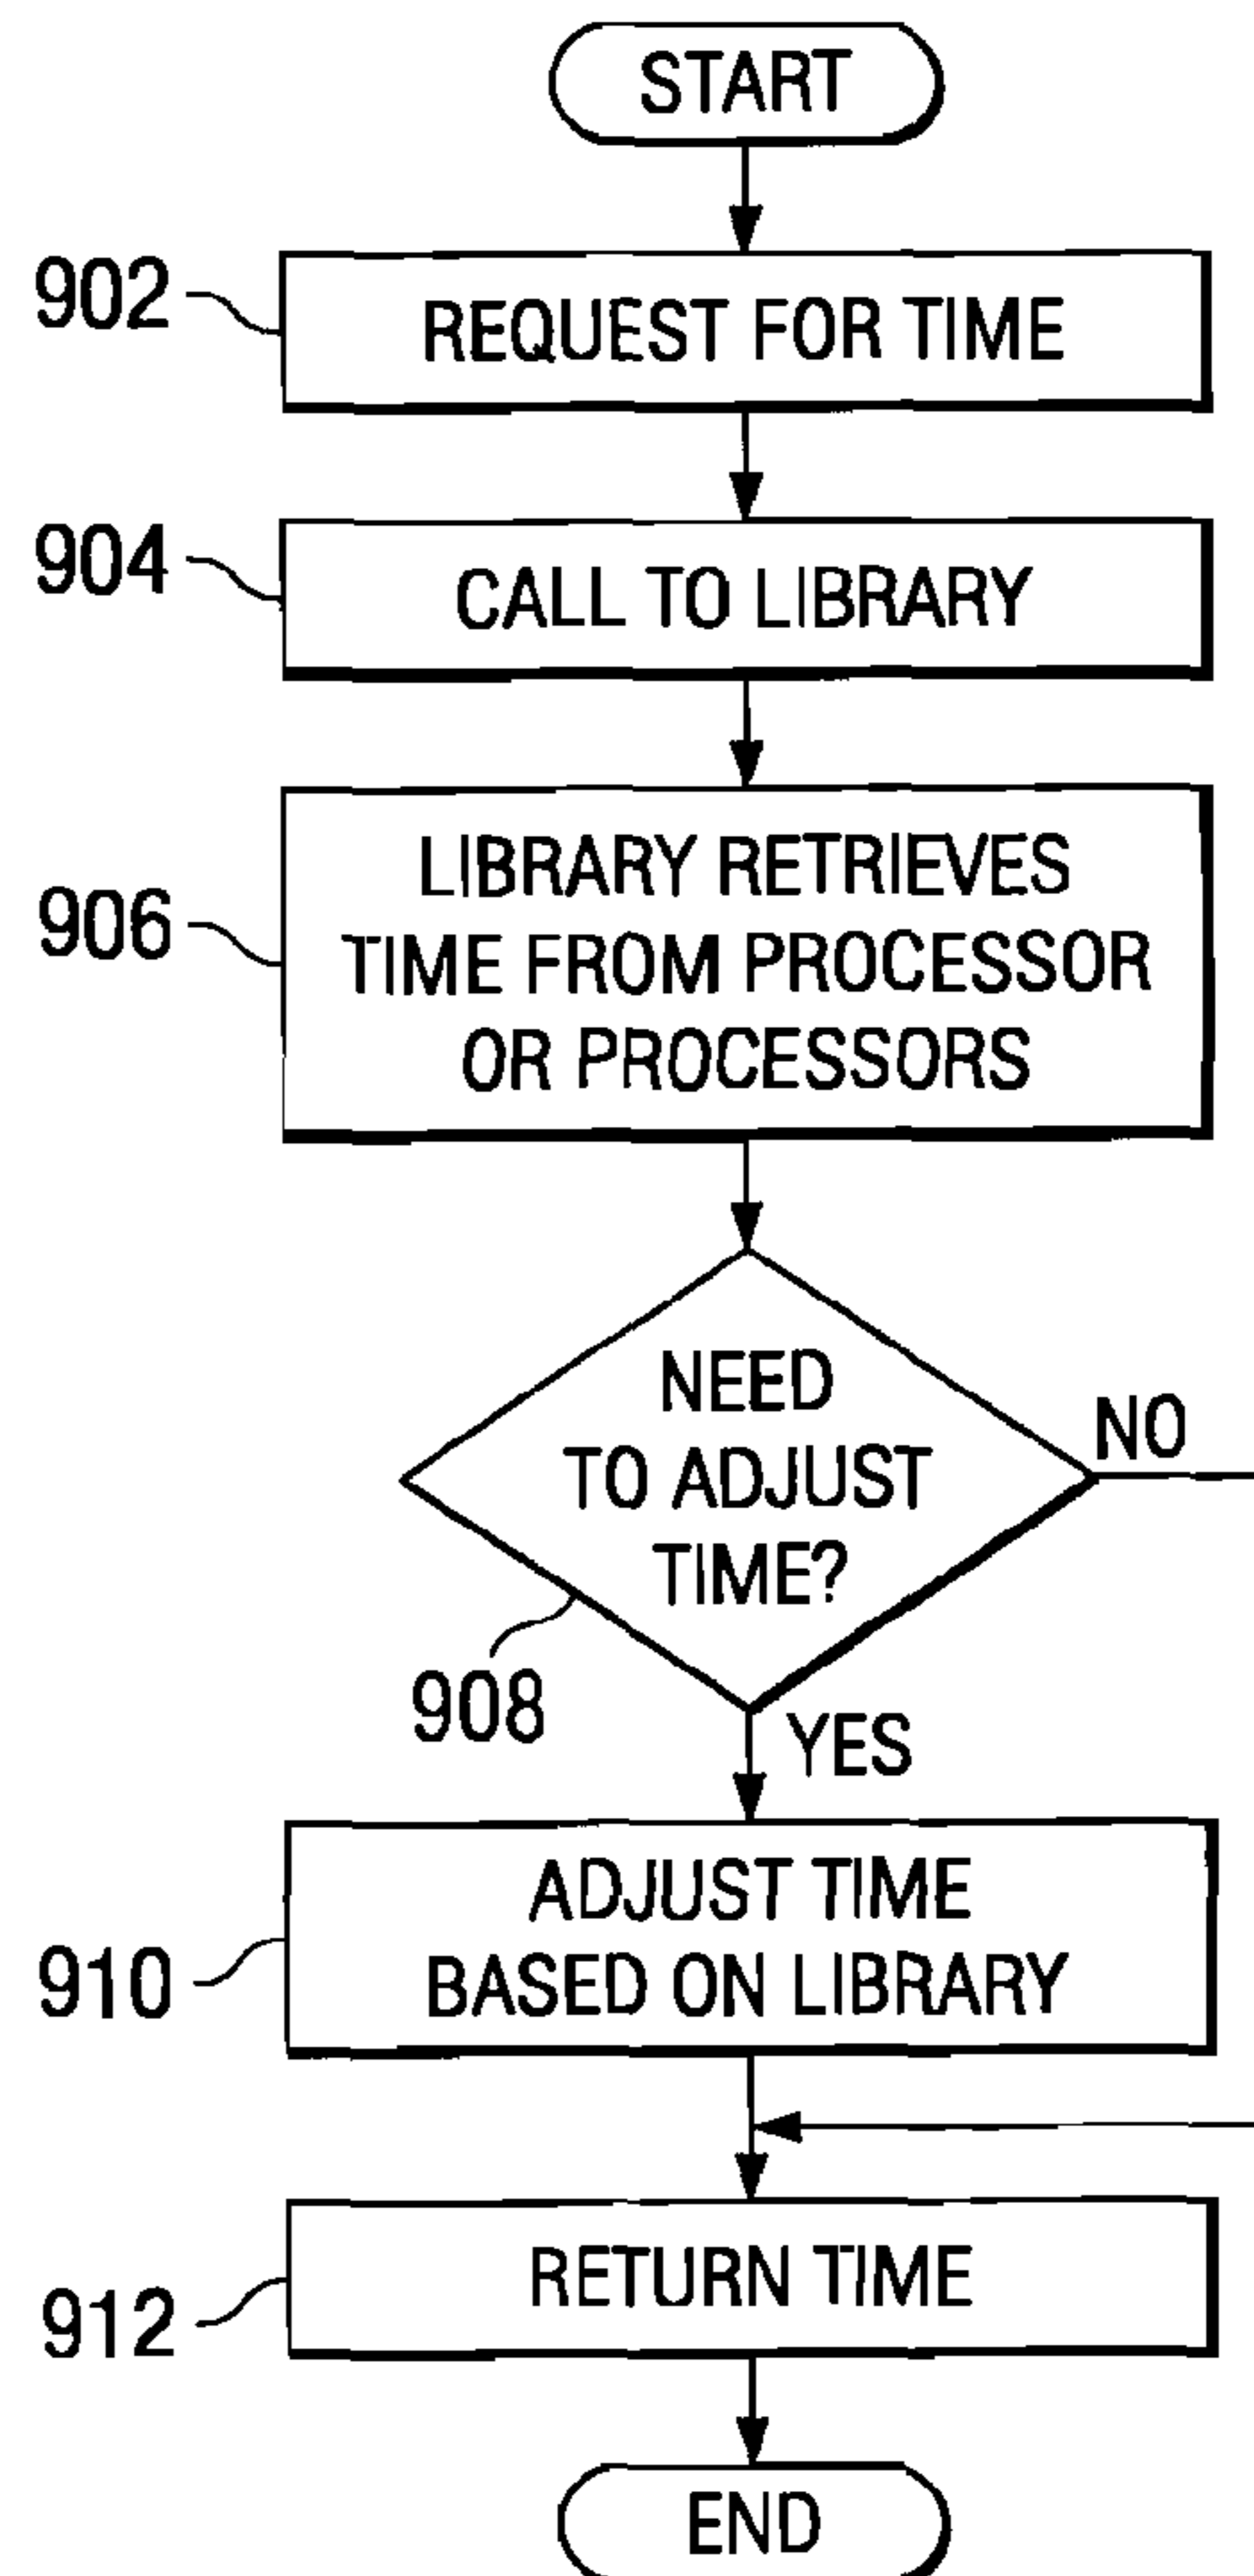 START
902
REQUEST FOR TIME
904
CALL TO LIBRARY
906
LIBRARY RETRIEVES
TIME FROM PROCESSOR
OR PROCESSORS
NEED
TO ADJUST
TIME?
NO
908
YES
910
ADJUST TIME
BASED ON LIBRARY
912
RETURN TIME
END